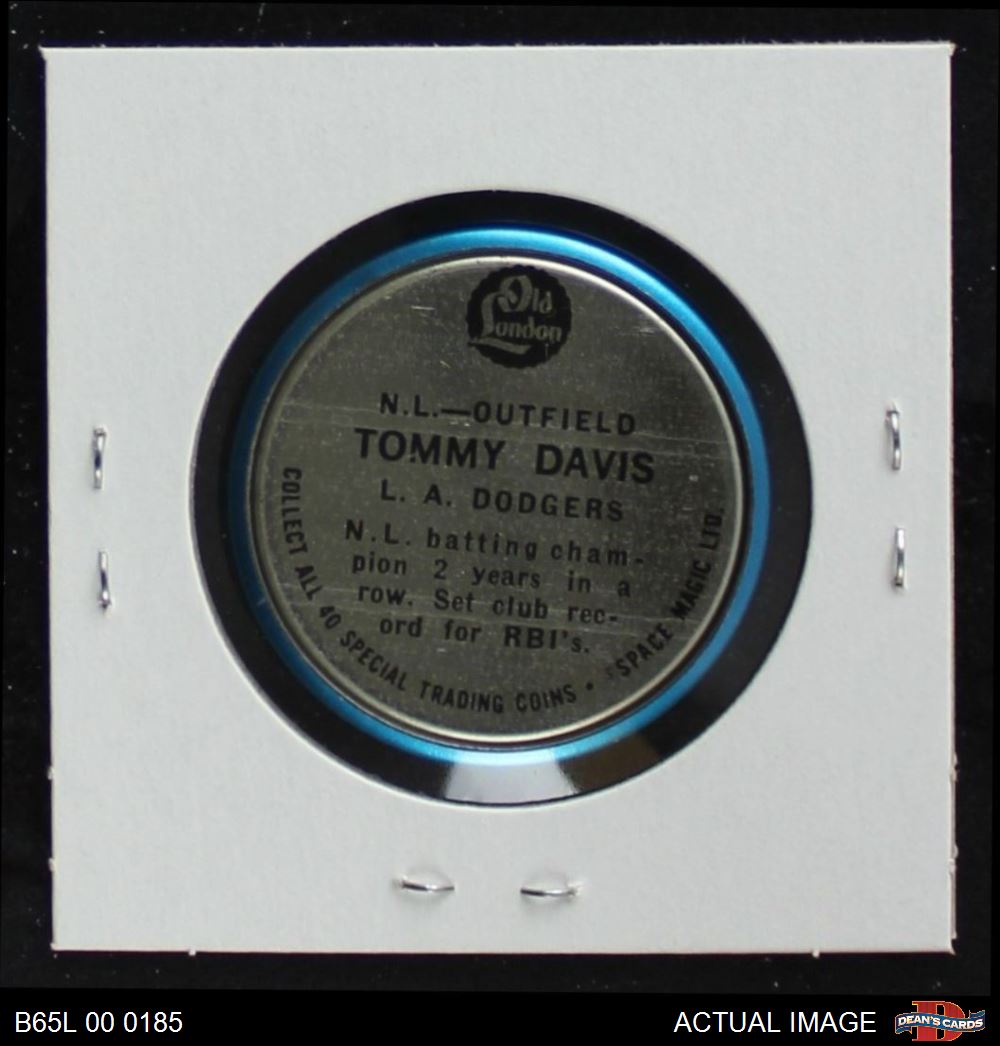 Old
London
N.L.—OUTFIELD
TOMMY DAVIS
L. A. DODGERS
N.L. batting cham-
pion 2 years in a
row. Set club rec-
ord for RBI's.
COLLECT ALL 40 SPECIAL TRADING COINS • SPACE MAGIC LTD.
B65L 00 0185
ACTUAL IMAGE
DEAN'S CARDS